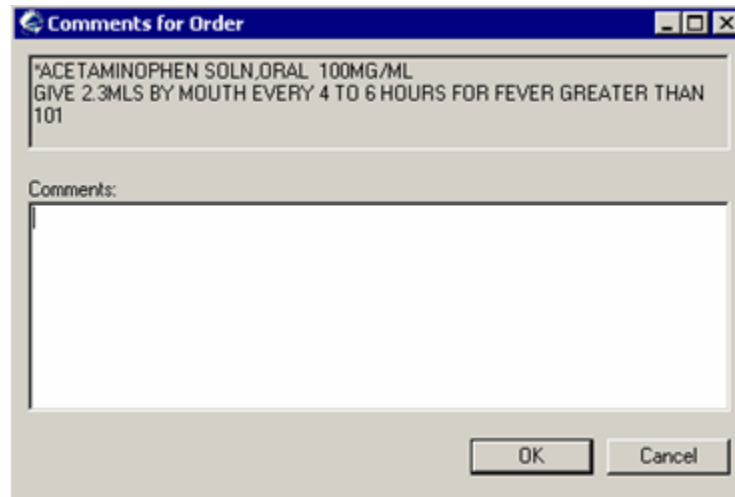 Comments for Order
*ACETAMINOPHEN SOLN,ORAL 100MG/ML
GIVE 2.3MLS BY MOUTH EVERY 4 TO 6 HOURS FOR FEVER GREATER THAN
101
Comments:
OK
Cancel